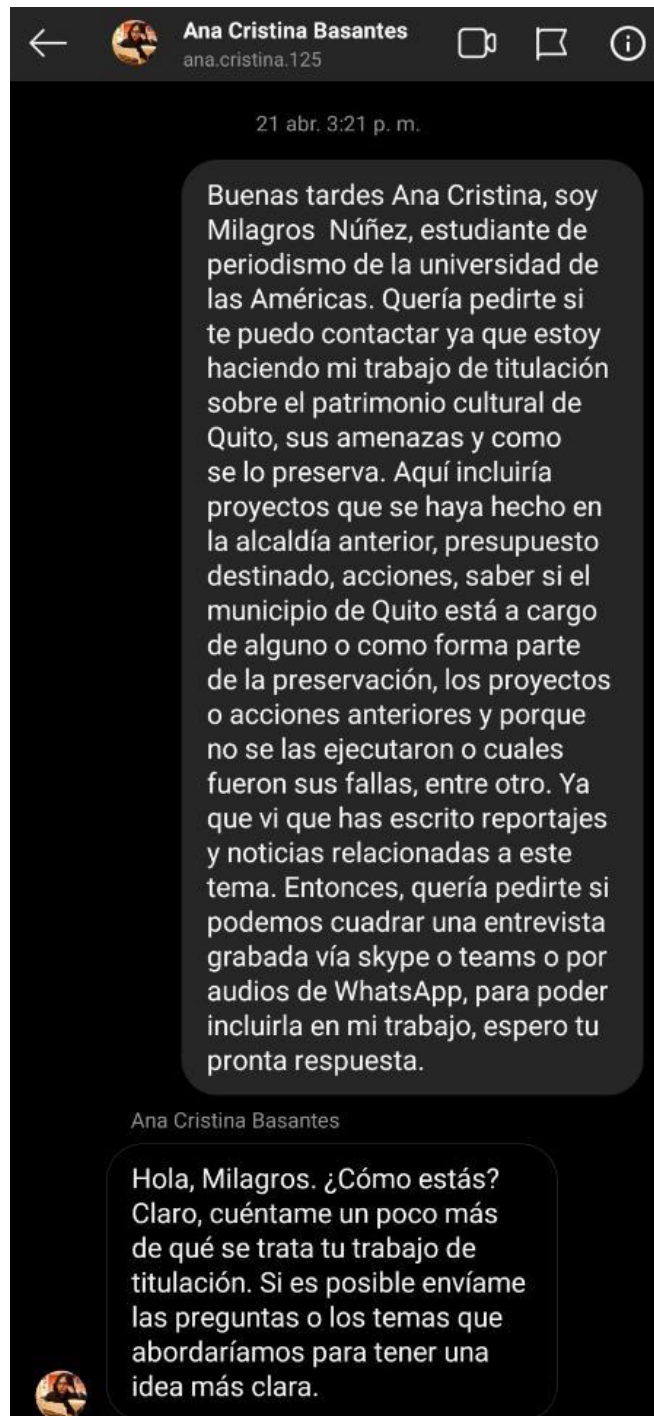 Ana Cristina Basantes
ana.cristina.125
21 abr. 3:21 p. m.
Buenas tardes Ana Cristina, soy
Milagros  Núñez, estudiante de
periodismo de la universidad de
las Américas. Quería pedirte si
te puedo contactar ya que estoy
haciendo mi trabajo de titulación
sobre el patrimonio cultural de
Quito, sus amenazas y como
se lo preserva. Aquí incluiría
proyectos que se haya hecho en
la alcaldía anterior, presupuesto
destinado, acciones, saber si el
municipio de Quito está a cargo
de alguno o como forma parte
de la preservación, los proyectos
o acciones anteriores y porque
no se las ejecutaron o cuales
fueron sus fallas, entre otro. Ya
que vi que has escrito reportajes
y noticias relacionadas a este
tema. Entonces, quería pedirte si
podemos cuadrar una entrevista
grabada vía skype o teams o por
audios de WhatsApp, para poder
incluirla en mi trabajo, espero tu
pronta respuesta.
Ana Cristina Basantes
Hola, Milagros. ¿Cómo estás?
Claro, cuéntame un poco más
de qué se trata tu trabajo de
titulación. Si es posible envíame
las preguntas o los temas que
abordaríamos para tener una
idea más clara.